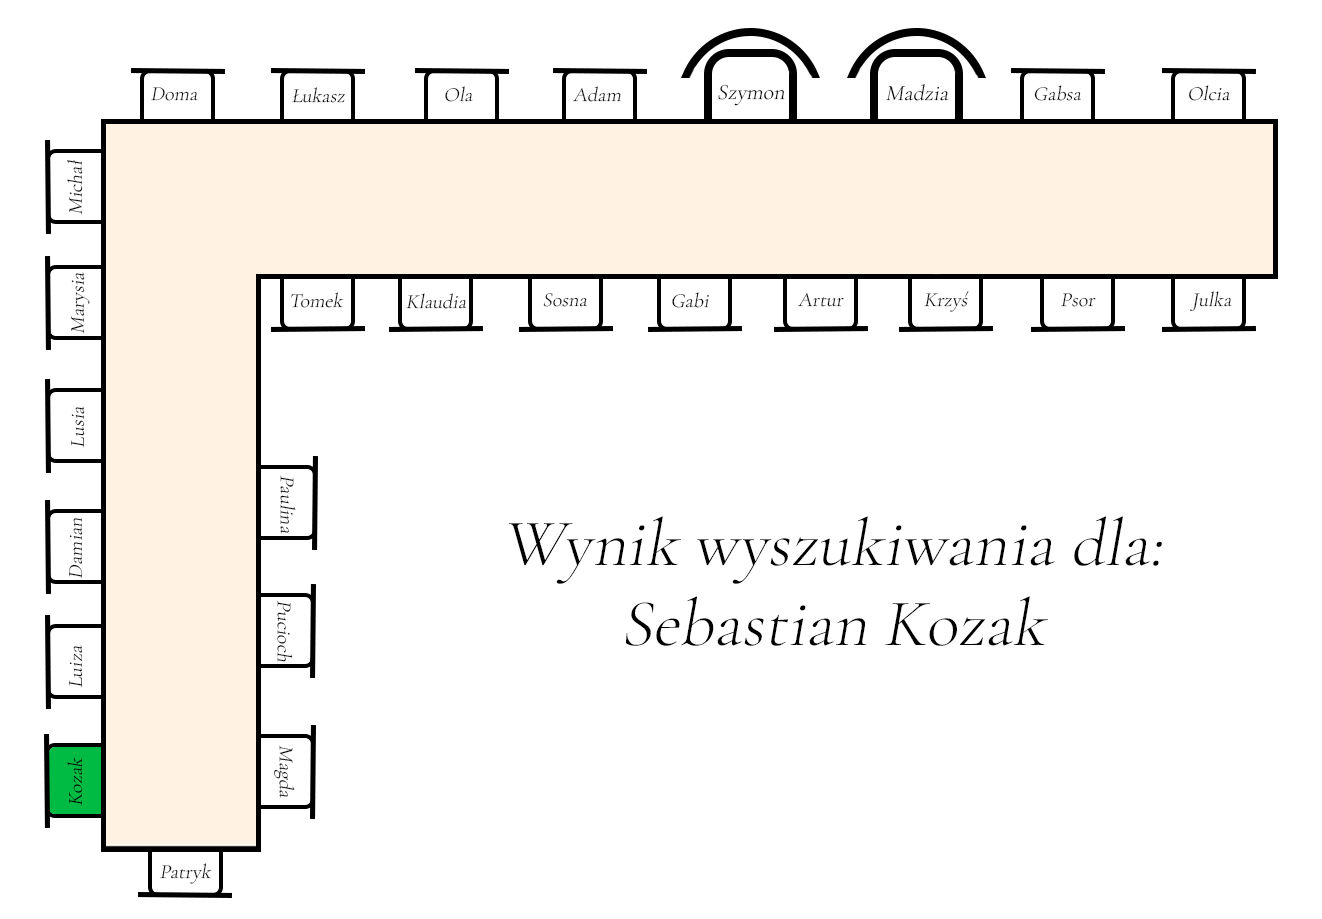 Doma
Łukasz
Ola
Adam
Szymon
Madzia
Gabsa
Olcia
Michał
Marysia
Lusia
Damian
Luiza
Kozak
Tomek
Klaudia
Sosna
Gabi
Artur
Krzyś
Psor
Julka
Paulina
Pucioch
Magda
Patryk
Wynik wyszukiwania dla:
Sebastian Kozak